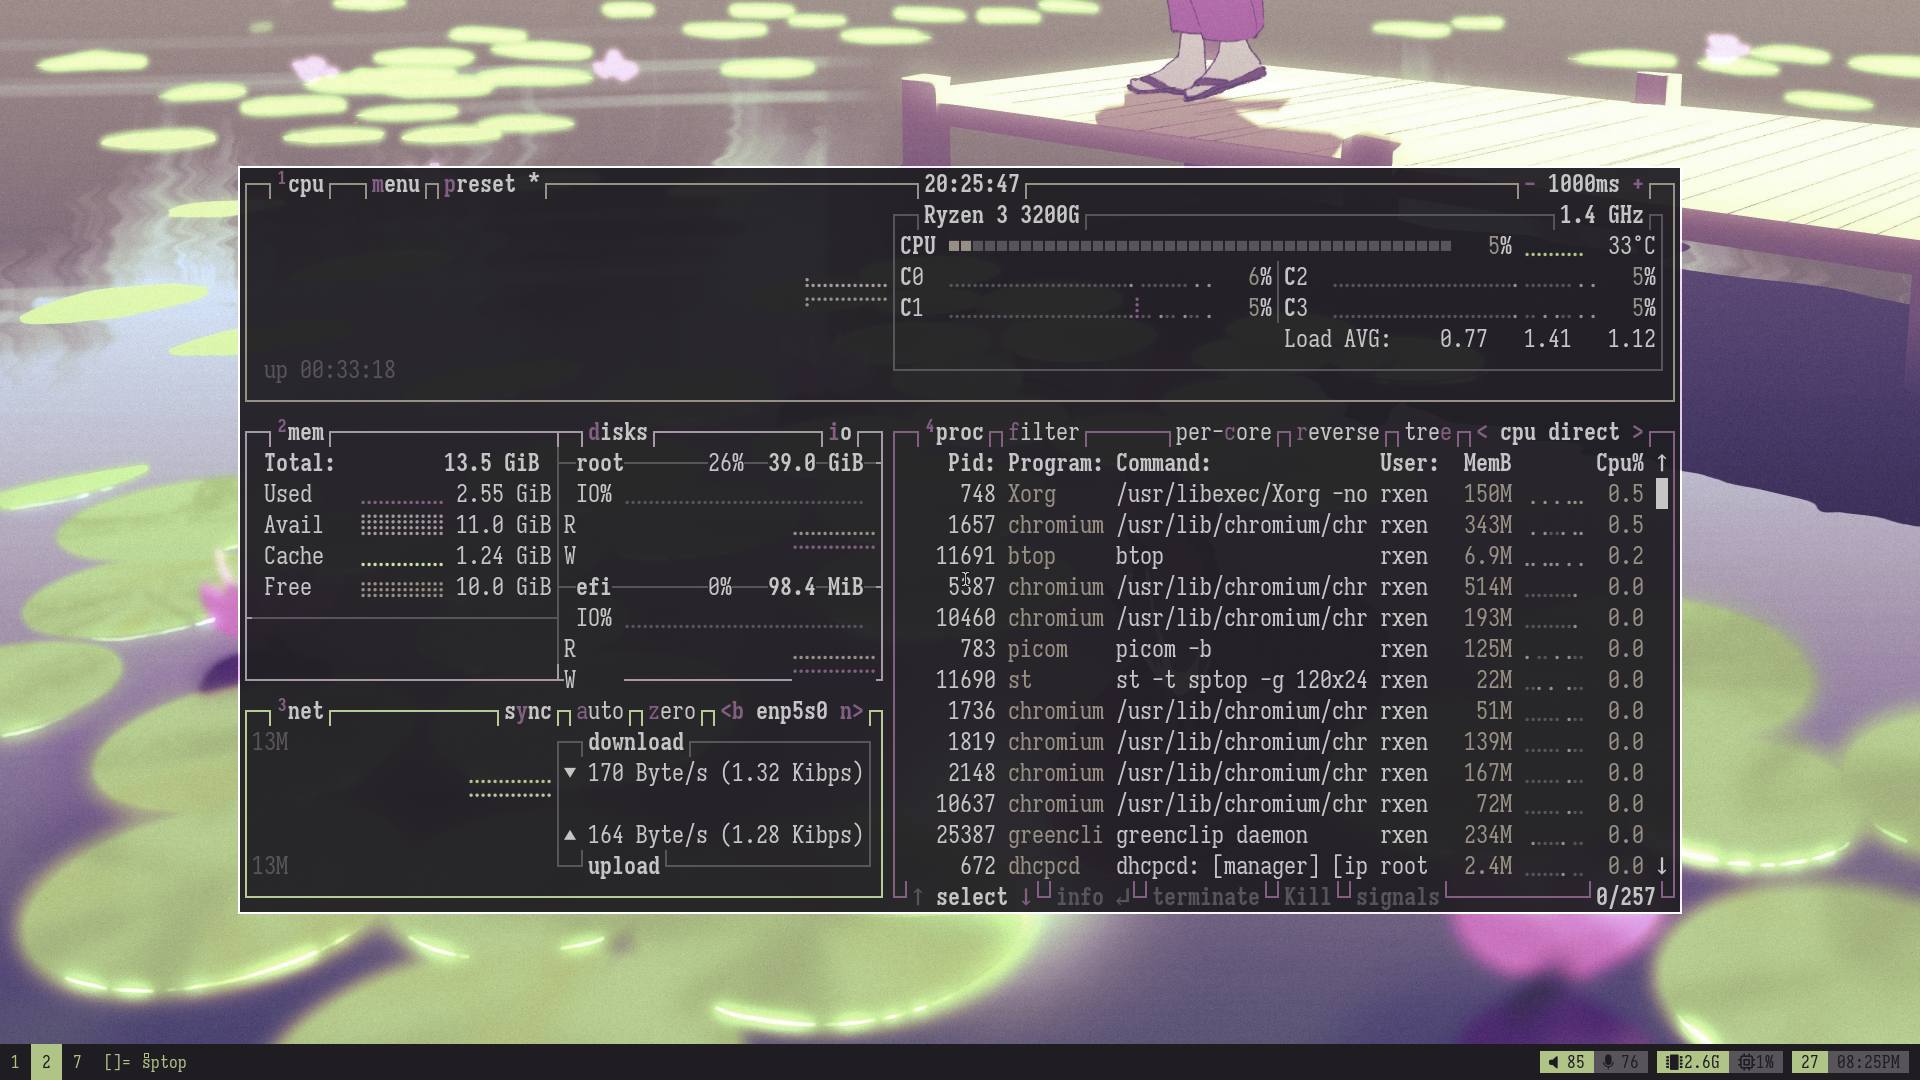 1cpu menu preset * 20:25:47 - 1000ms +
Ryzen 3 3200G 1.4 GHz
CPU 5% 33°C
C0 6% C2 5%
C1 5% C3 5%
Load AVG: 0.77 1.41 1.12
up 00:33:18
2mem disks io
Total: 13.5 GiB
Used 2.55 GiB
Avail 11.0 GiB
Cache 1.24 GiB
Free 10.0 GiB
root 26% 39.0 GiB
IO%
R
W
efi 0% 98.4 MiB
IO%
R
W
3net sync auto zero <b enp5s0 n>
13M
download
▼ 170 Byte/s (1.32 Kibps)
▲ 164 Byte/s (1.28 Kibps)
upload
13M
4proc filter per-core reverse tree < cpu direct >
Pid: Program: Command: User: MemB Cpu% ↑
748 Xorg /usr/libexec/Xorg -no rxen 150M 0.5
1657 chromium /usr/lib/chromium/chr rxen 343M 0.5
11691 btop btop rxen 6.9M 0.2
5387 chromium /usr/lib/chromium/chr rxen 514M 0.0
10460 chromium /usr/lib/chromium/chr rxen 193M 0.0
783 picom picom -b rxen 125M 0.0
11690 st st -t sptop -g 120x24 rxen 22M 0.0
1736 chromium /usr/lib/chromium/chr rxen 51M 0.0
1819 chromium /usr/lib/chromium/chr rxen 139M 0.0
2148 chromium /usr/lib/chromium/chr rxen 167M 0.0
10637 chromium /usr/lib/chromium/chr rxen 72M 0.0
25387 greencli greenclip daemon rxen 234M 0.0
672 dhcpcd dhcpcd: [manager] [ip root 2.4M 0.0 ↓
↑ select ↓ info ↵ terminate Kill signals 0/257
1 2 7 []= sptop 85 76 2.6G 1% 27 08:25PM